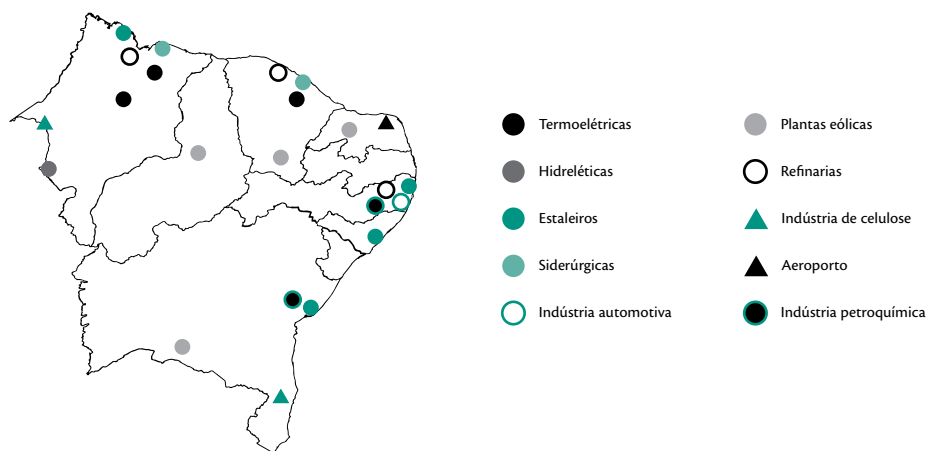 Termoelétricas
Plantas eólicas
Hidreléticas
Refinarias
Estaleiros
Indústria de celulose
Siderúrgicas
Aeroporto
Indústria automotiva
Indústria petroquímica